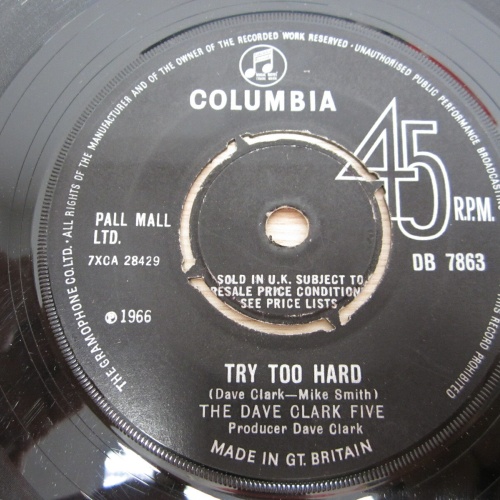 THE GRAMOPHONE CO. LTD. • ALL RIGHTS OF THE MANUFACTURER AND OF THE OWNER OF THE RECORDED WORK RESERVED • UNAUTHORISED PUBLIC PERFORMANCE BROADCASTING
THIS RECORD PROHIBITED
COLUMBIA
45
R.P.M.
PALL MALL
LTD.
7XCA 28429
DB 7863
SOLD IN U.K. SUBJECT TO
RESALE PRICE CONDITION
SEE PRICE LISTS
℗ 1966
TRY TOO HARD
(Dave Clark—Mike Smith)
THE DAVE CLARK FIVE
Producer Dave Clark
MADE IN GT. BRITAIN